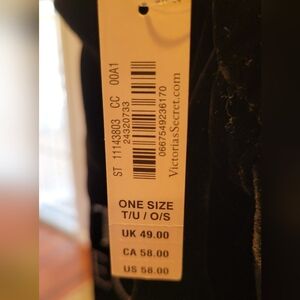 ST 11143803 CC 00A1
24320733
0667549236170
VictoriasSecret.com
ONE SIZE
T/U / O/S
UK 49.00
CA 58.00
US 58.00